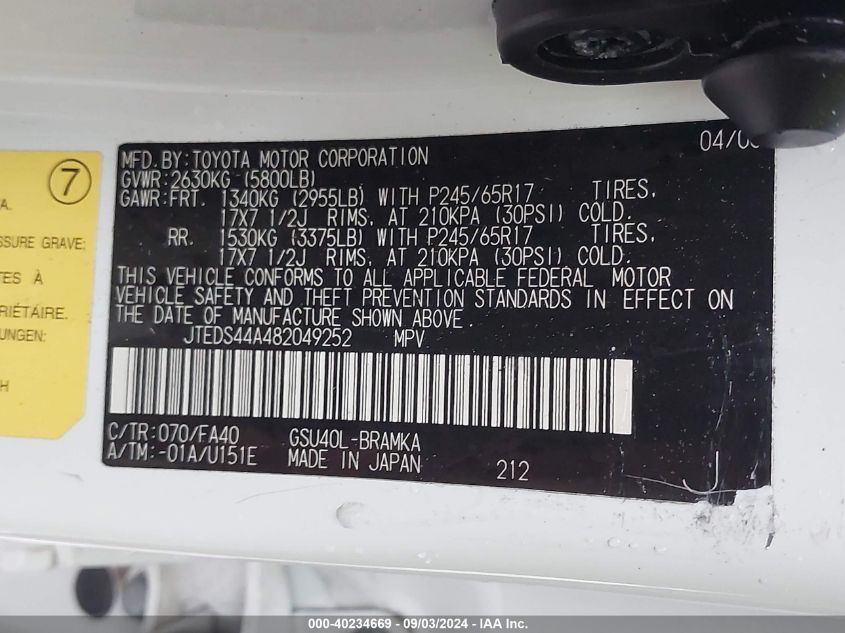 04/0
MFD.BY:TOYOTA MOTOR CORPORATION
GVWR:2630KG (5800LB)
GAWR:FRT. 1340KG (2955LB) WITH P245/65R17 TIRES,
17X7 1/2J RIMS, AT 210KPA (30PSI) COLD.
RR. 1530KG (3375LB) WITH P245/65R17 TIRES,
17X7 1/2J RIMS, AT 210KPA (30PSI) COLD.
THIS VEHICLE CONFORMS TO ALL APPLICABLE FEDERAL MOTOR
VEHICLE SAFETY AND THEFT PREVENTION STANDARDS IN EFFECT ON
THE DATE OF MANUFACTURE SHOWN ABOVE.
JTEDS44A482049252 MPV
C/TR:070/FA40 GSU40L-BRAMKA
A/TM:-01A/U151E MADE IN JAPAN 212
7
A.
SSURE GRAVE;
TES À
PRIÉTAIRE.
UNGEN:
H
000-40234669 - 09/03/2024 - IAA Inc.